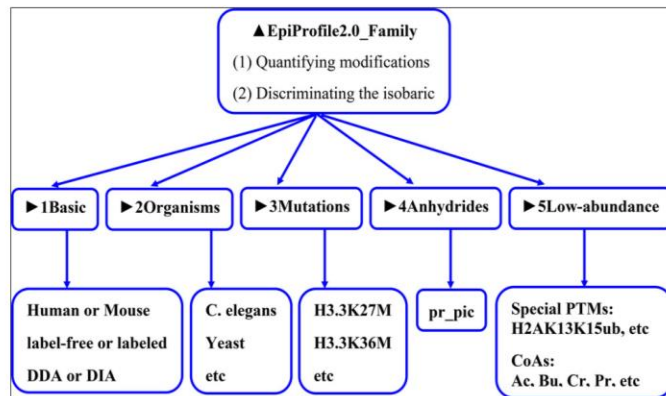 ▲EpiProfile2.0_Family
(1) Quantifying modifications
(2) Discriminating the isobaric
►1Basic
►2Organisms
►3Mutations
►4Anhydrides
►5Low-abundance
Human or Mouse
label-free or labeled
DDA or DIA
C. elegans
Yeast
etc
H3.3K27M
H3.3K36M
etc
pr_pic
Special PTMs:
H2AK13K15ub, etc
CoAs:
Ac, Bu, Cr, Pr, etc